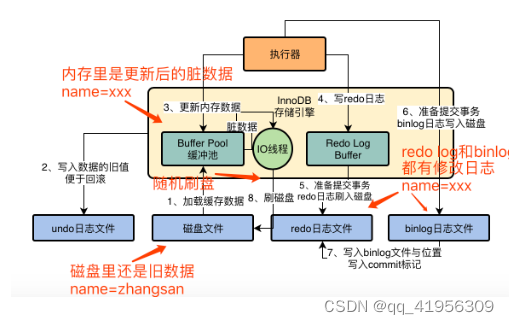 执行器
内存里是更新后的脏数据
name=xxx
3、更新内存数据
InnoDB
存储引擎
4、写redo日志
6、准备提交事务
binlog日志写入磁盘
脏数据
Buffer Pool
缓冲池
IO线程
Redo Log
Buffer
redo log和binlog
都有修改日志
name=xxx
2、写入数据的旧值
便于回滚
随机刷盘
5、准备提交事务
redo日志刷入磁盘
1、加载缓存数据
8、刷磁盘
undo日志文件
磁盘文件
redo日志文件
binlog日志文件
7、写入binlog文件与位置
写入commit标记
磁盘里还是旧数据
name=zhangsan
CSDN @qq_41956309